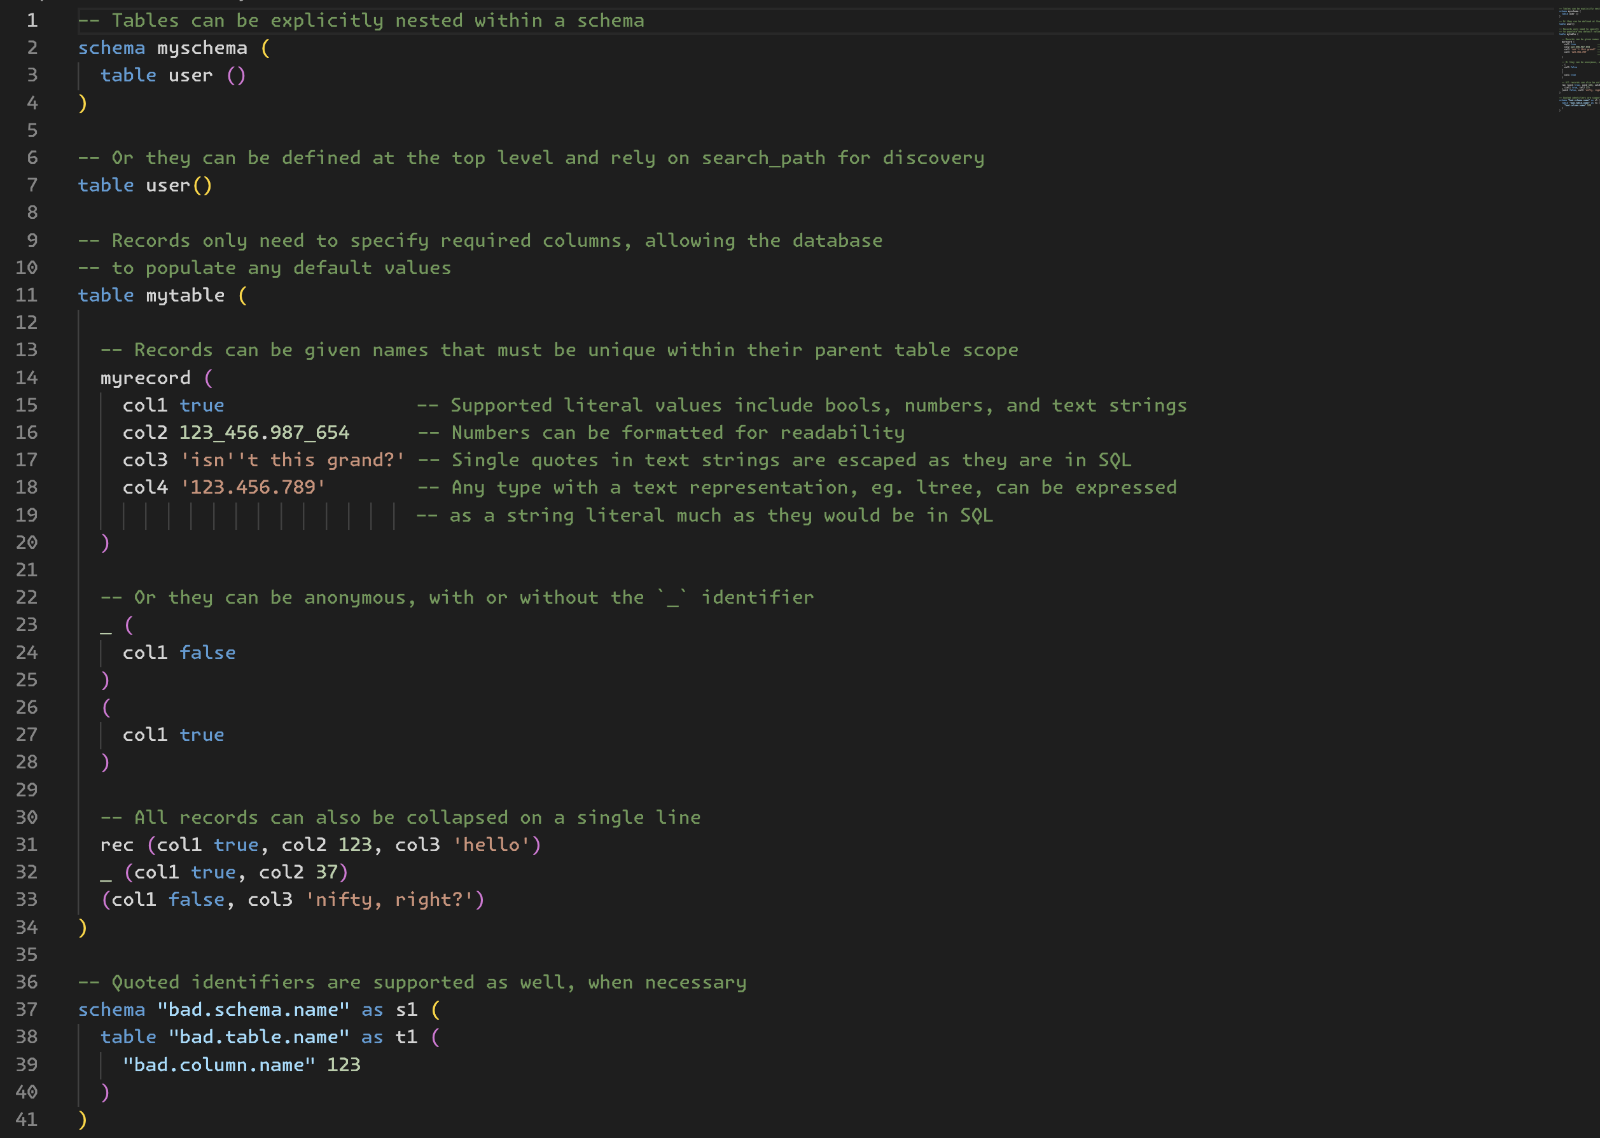 1 -- Tables can be explicitly nested within a schema
2 schema myschema (
3   table user ()
4 )
5
6 -- Or they can be defined at the top level and rely on search_path for discovery
7 table user()
8
9 -- Records only need to specify required columns, allowing the database
10 -- to populate any default values
11 table mytable (
12
13   -- Records can be given names that must be unique within their parent table scope
14   myrecord (
15     col1 true                 -- Supported literal values include bools, numbers, and text strings
16     col2 123_456.987_654      -- Numbers can be formatted for readability
17     col3 'isn''t this grand?' -- Single quotes in text strings are escaped as they are in SQL
18     col4 '123.456.789'        -- Any type with a text representation, eg. ltree, can be expressed
19                               -- as a string literal much as they would be in SQL
20   )
21
22   -- Or they can be anonymous, with or without the `_` identifier
23   _ (
24     col1 false
25   )
26   (
27     col1 true
28   )
29
30   -- All records can also be collapsed on a single line
31   rec (col1 true, col2 123, col3 'hello')
32   _ (col1 true, col2 37)
33   (col1 false, col3 'nifty, right?')
34 )
35
36 -- Quoted identifiers are supported as well, when necessary
37 schema "bad.schema.name" as s1 (
38   table "bad.table.name" as t1 (
39     "bad.column.name" 123
40   )
41 )